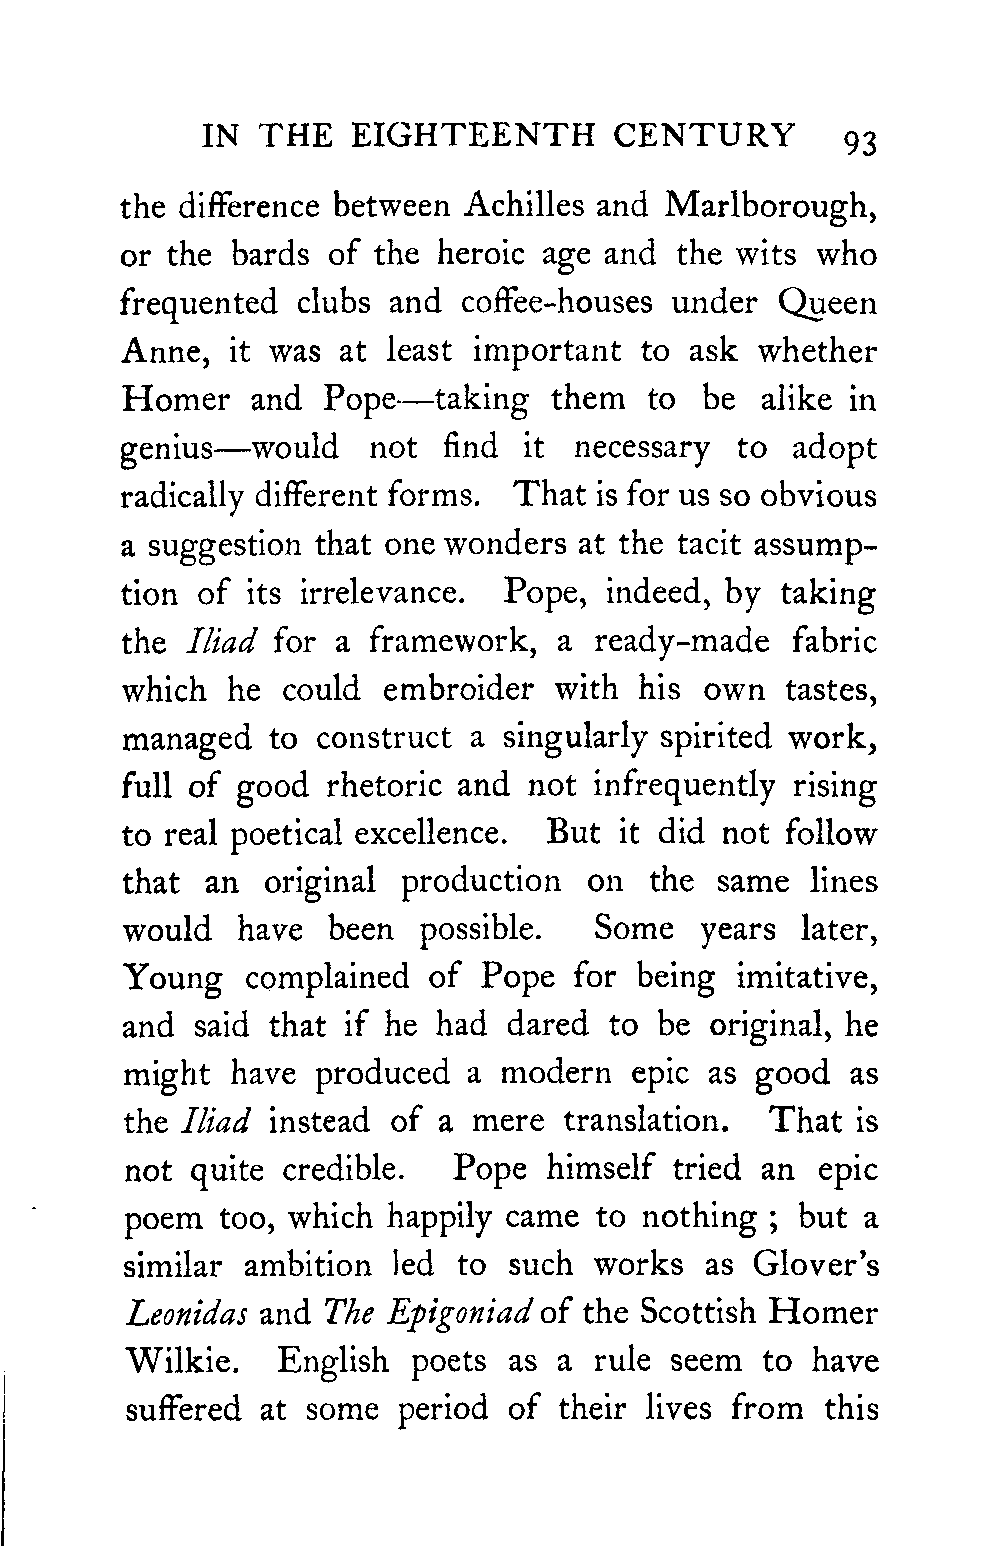 IN THE EIGHTEENTH CENTURY 93
the difference between Achilles and Marlborough,
or the bards of the heroic age and the wits who
frequented clubs and coffee-houses under Queen
Anne, it was at least important to ask whether
Homer and Pope—taking them to be alike in
genius—would not find it necessary to adopt
radically different forms. That is for us so obvious
a suggestion that one wonders at the tacit assump-
tion of its irrelevance. Pope, indeed, by taking
the Iliad for a framework, a ready-made fabric
which he could embroider with his own tastes,
managed to construct a singularly spirited work,
full of good rhetoric and not infrequently rising
to real poetical excellence. But it did not follow
that an original production on the same lines
would have been possible. Some years later,
Young complained of Pope for being imitative,
and said that if he had dared to be original, he
might have produced a modern epic as good as
the Iliad instead of a mere translation. That is
not quite credible. Pope himself tried an epic
poem too, which happily came to nothing ; but a
similar ambition led to such works as Glover's
Leonidas and The Epigoniad of the Scottish Homer
Wilkie. English poets as a rule seem to have
suffered at some period of their lives from this